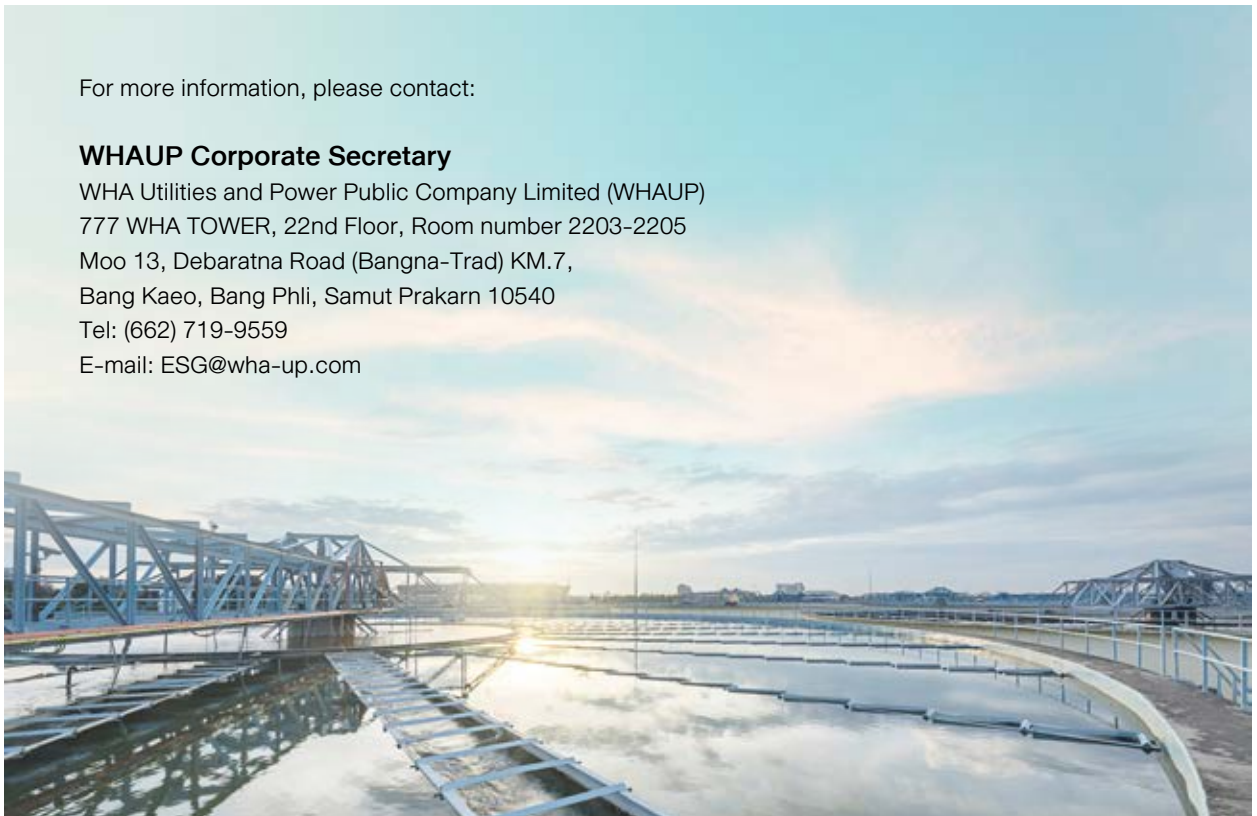 For more information, please contact:
WHAUP Corporate Secretary
WHA Utilities and Power Public Company Limited (WHAUP)
777 WHA TOWER, 22nd Floor, Room number 2203-2205
Moo 13, Debaratna Road (Bangna-Trad) KM.7,
Bang Kaeo, Bang Phli, Samut Prakarn 10540
Tel: (662) 719-9559
E-mail: ESG@wha-up.com